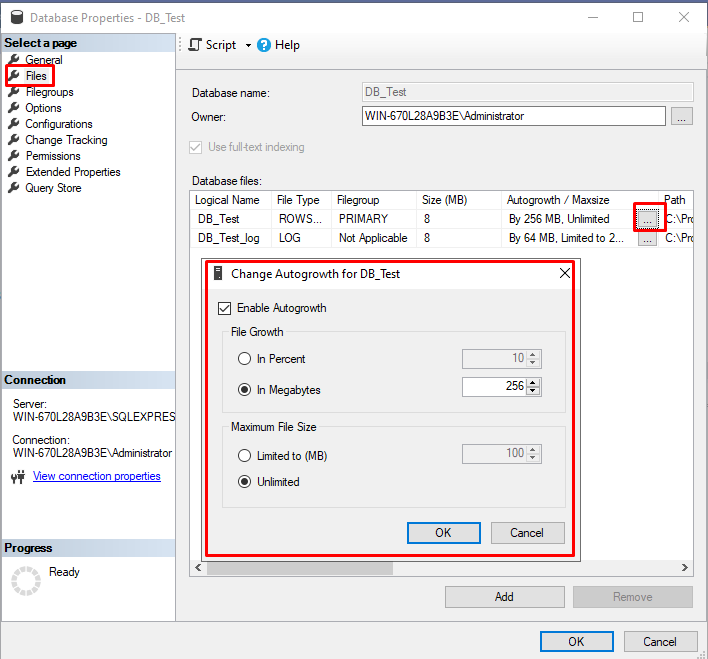 Database Properties - DB_Test
Select a page
General
Files
Filegroups
Options
Configurations
Change Tracking
Permissions
Extended Properties
Query Store
Connection
Server:
WIN-670L28A9B3E\SQLEXPRES
Connection:
WIN-670L28A9B3E\Administrator
View connection properties
Progress
Ready
Script
Help
Database name:
DB_Test
Owner:
WIN-670L28A9B3E\Administrator
...
Use full-text indexing
Database files:
Logical Name File Type Filegroup Size (MB) Autogrowth / Maxsize Path
DB_Test ROWS... PRIMARY 8 By 256 MB, Unlimited ... C:\Pro
DB_Test_log LOG Not Applicable 8 By 64 MB, Limited to 2... ... C:\Pro
Change Autogrowth for DB_Test
Enable Autogrowth
File Growth
In Percent 10
In Megabytes 256
Maximum File Size
Limited to (MB) 100
Unlimited
OK Cancel
Add Remove
OK Cancel